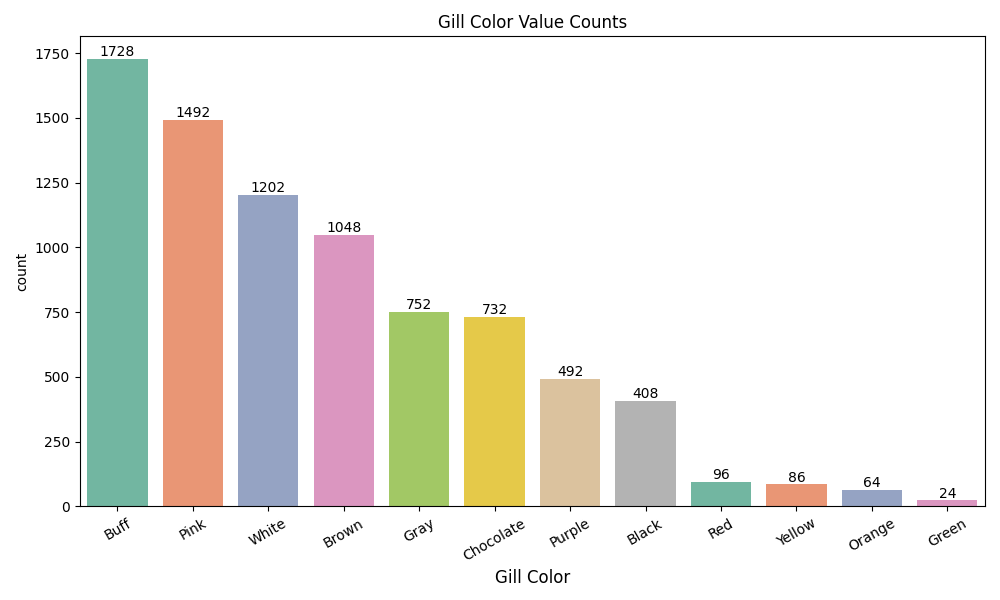 Gill Color Value Counts
1750
1500
1250
1000
750
500
250
0
count
1728
1492
1202
1048
752
732
492
408
96
86
64
24
Buff
Pink
White
Brown
Gray
Chocolate
Purple
Black
Red
Yellow
Orange
Green
Gill Color